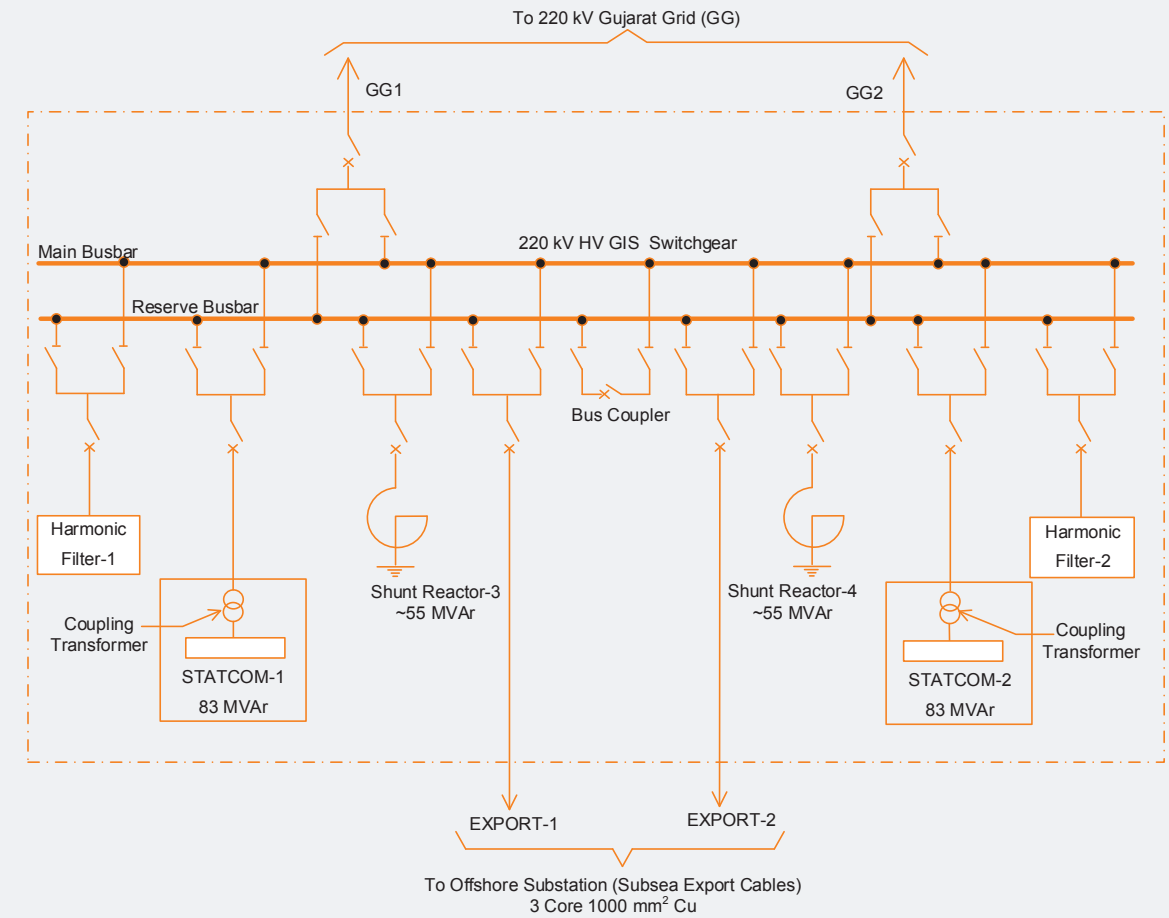 To 220 kV Gujarat Grid (GG)
GG1
GG2
Main Busbar
220 kV HV GIS Switchgear
Reserve Busbar
Bus Coupler
Harmonic
Filter-1
Coupling
Transformer
STATCOM-1
83 MVAr
Shunt Reactor-3
~55 MVAr
Shunt Reactor-4
~55 MVAr
STATCOM-2
83 MVAr
Harmonic
Filter-2
Coupling
Transformer
EXPORT-1
EXPORT-2
To Offshore Substation (Subsea Export Cables)
3 Core 1000 mm² Cu